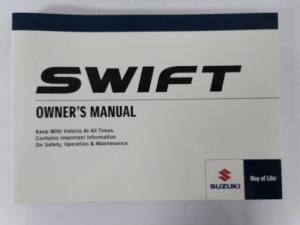 SWIFT
OWNER'S MANUAL
Keep With Vehicle At All Times.
Contains Important Information
On Safety, Operation & Maintenance.
SUZUKI
Way of Life!